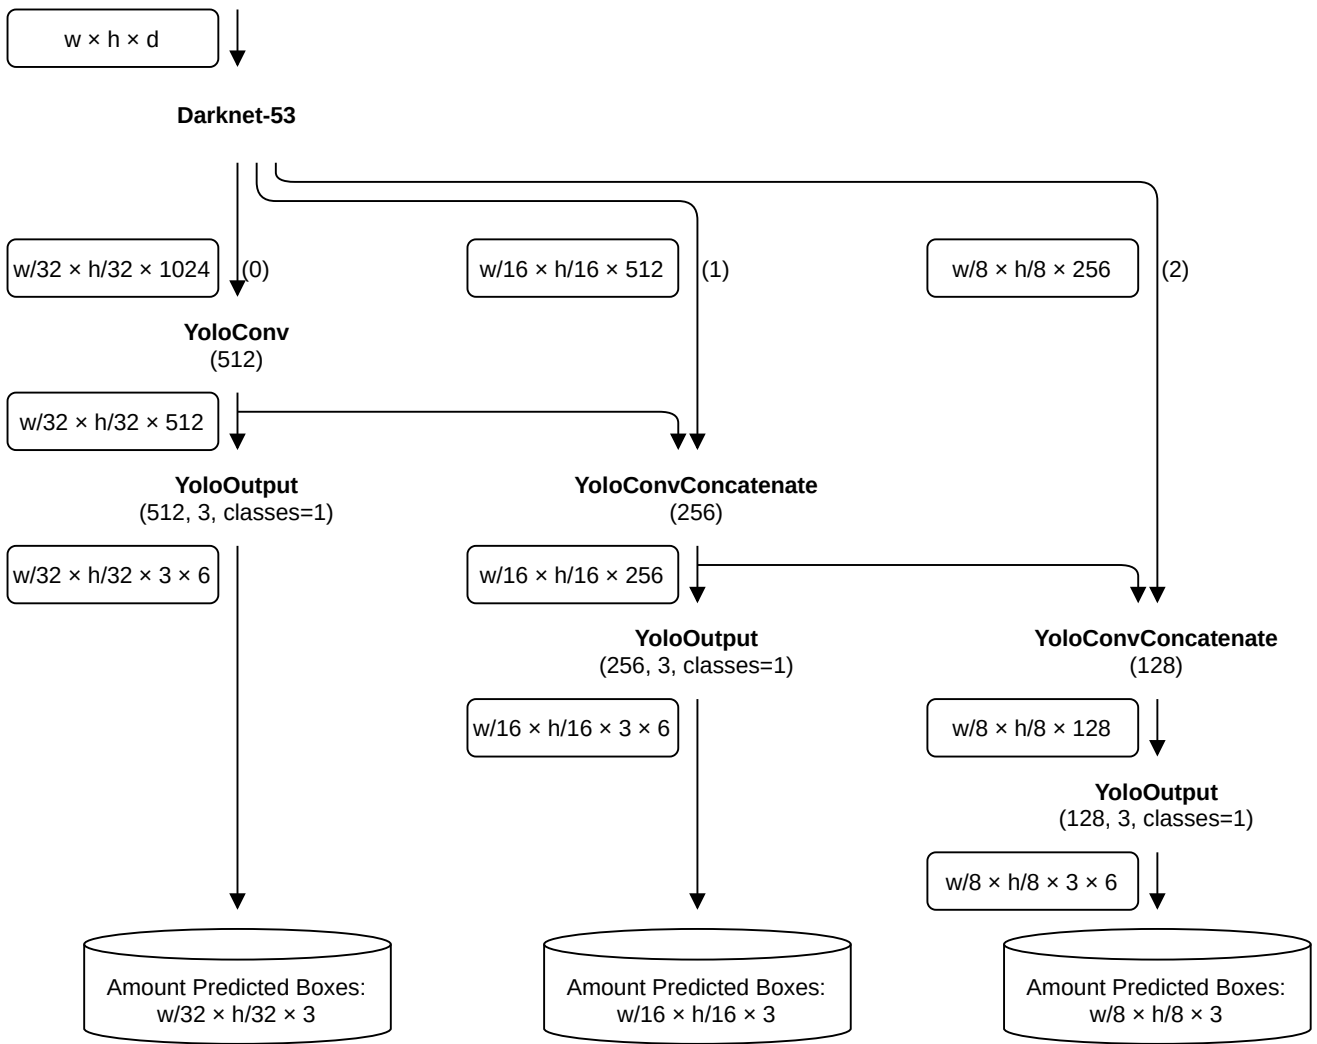 w × h × d
Darknet-53
w/32 × h/32 × 1024
(0)
w/16 × h/16 × 512
(1)
w/8 × h/8 × 256
(2)
YoloConv
(512)
w/32 × h/32 × 512
YoloOutput
(512, 3, classes=1)
YoloConvConcatenate
(256)
w/32 × h/32 × 3 × 6
w/16 × h/16 × 256
YoloOutput
(256, 3, classes=1)
YoloConvConcatenate
(128)
w/16 × h/16 × 3 × 6
w/8 × h/8 × 128
YoloOutput
(128, 3, classes=1)
w/8 × h/8 × 3 × 6
Amount Predicted Boxes:
w/32 × h/32 × 3
Amount Predicted Boxes:
w/16 × h/16 × 3
Amount Predicted Boxes:
w/8 × h/8 × 3